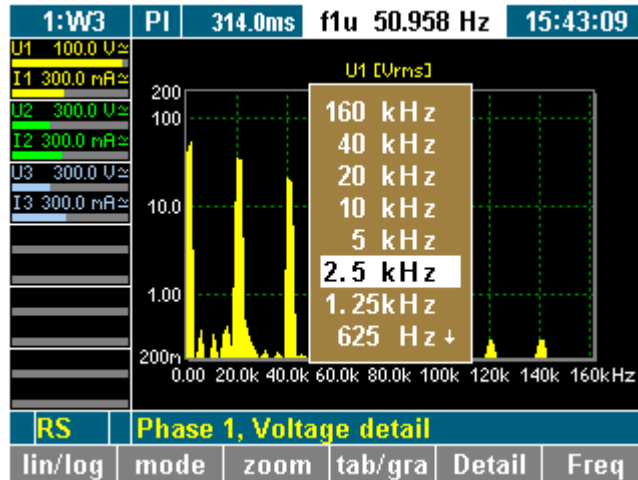 1:W3 PI 314.0ms f1u 50.958 Hz 15:43:09
U1 100.0 V≃
I1 300.0 mA≃
U2 300.0 V≃
I2 300.0 mA≃
U3 300.0 V≃
I3 300.0 mA≃
U1 [Vrms]
200
100
10.0
1.00
200m
160 kHz
40 kHz
20 kHz
10 kHz
5 kHz
2.5 kHz
1.25kHz
625 Hz↓
0.00 20.0k 40.0k 60.0k 80.0k 100k 120k 140k 160kHz
RS Phase 1, Voltage detail
lin/log mode zoom tab/gra Detail Freq